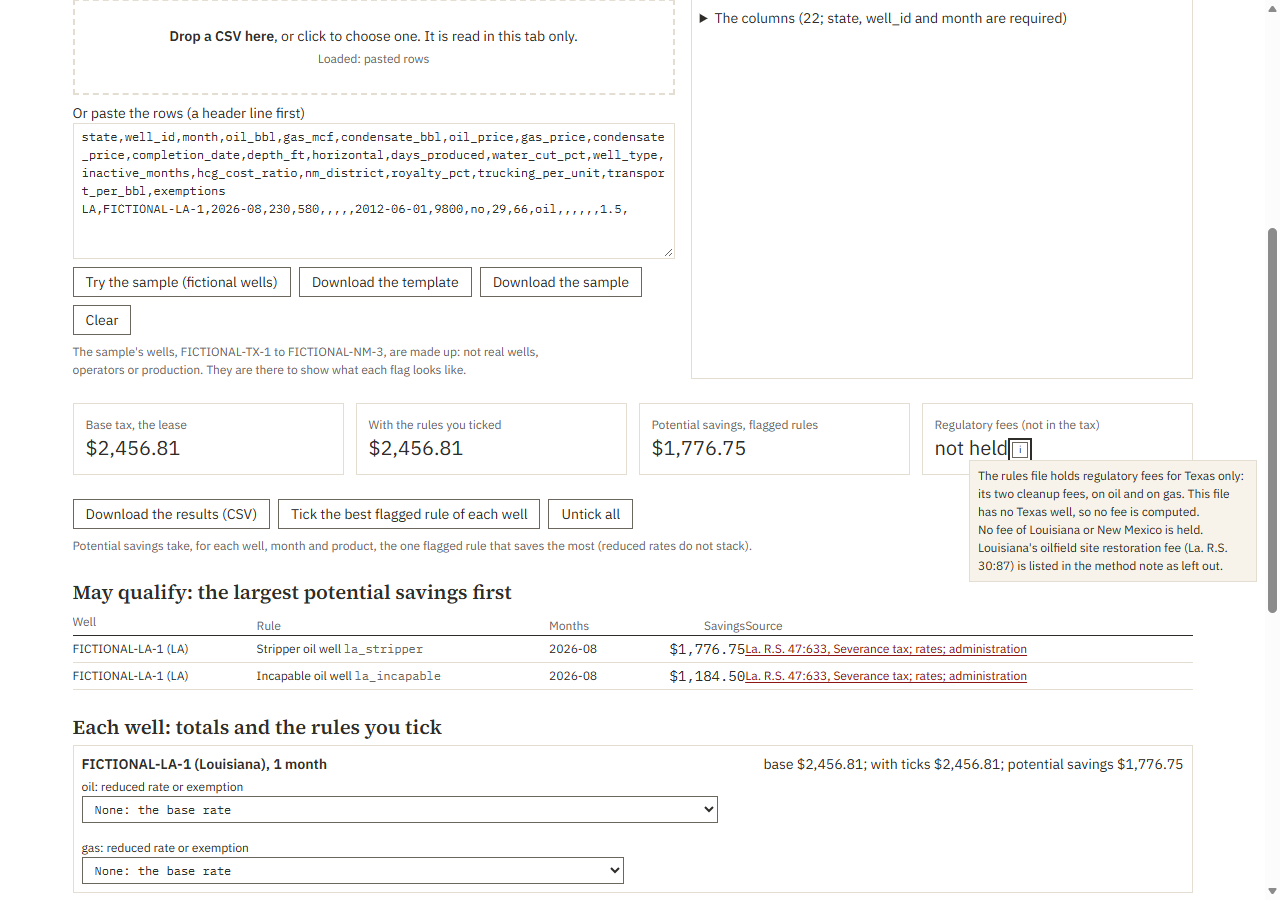 Drop a CSV here, or click to choose one. It is read in this tab only.
Loaded: pasted rows
▶ The columns (22; state, well_id and month are required)
Or paste the rows (a header line first)
state,well_id,month,oil_bbl,gas_mcf,condensate_bbl,oil_price,gas_price,condensate
_price,completion_date,depth_ft,horizontal,days_produced,water_cut_pct,well_type,
inactive_months,hcg_cost_ratio,nm_district,royalty_pct,trucking_per_unit,transpor
t_per_bbl,exemptions
LA,FICTIONAL-LA-1,2026-08,230,580,,,,,2012-06-01,9800,no,29,66,oil,,,,,,1.5,
Try the sample (fictional wells)
Download the template
Download the sample
Clear
The sample's wells, FICTIONAL-TX-1 to FICTIONAL-NM-3, are made up: not real wells,
operators or production. They are there to show what each flag looks like.
Base tax, the lease
$2,456.81
With the rules you ticked
$2,456.81
Potential savings, flagged rules
$1,776.75
Regulatory fees (not in the tax)
not held i
The rules file holds regulatory fees for Texas only:
its two cleanup fees, on oil and on gas. This file
has no Texas well, so no fee is computed.
No fee of Louisiana or New Mexico is held.
Louisiana's oilfield site restoration fee (La. R.S.
30:87) is listed in the method note as left out.
Download the results (CSV)
Tick the best flagged rule of each well
Untick all
Potential savings take, for each well, month and product, the one flagged rule that saves the most (reduced rates do not stack).
May qualify: the largest potential savings first
Well Rule Months Savings Source
FICTIONAL-LA-1 (LA) Stripper oil well la_stripper 2026-08 $1,776.75 La. R.S. 47:633, Severance tax; rates; administration
FICTIONAL-LA-1 (LA) Incapable oil well la_incapable 2026-08 $1,184.50 La. R.S. 47:633, Severance tax; rates; administration
Each well: totals and the rules you tick
FICTIONAL-LA-1 (Louisiana), 1 month base $2,456.81; with ticks $2,456.81; potential savings $1,776.75
oil: reduced rate or exemption
None: the base rate
gas: reduced rate or exemption
None: the base rate